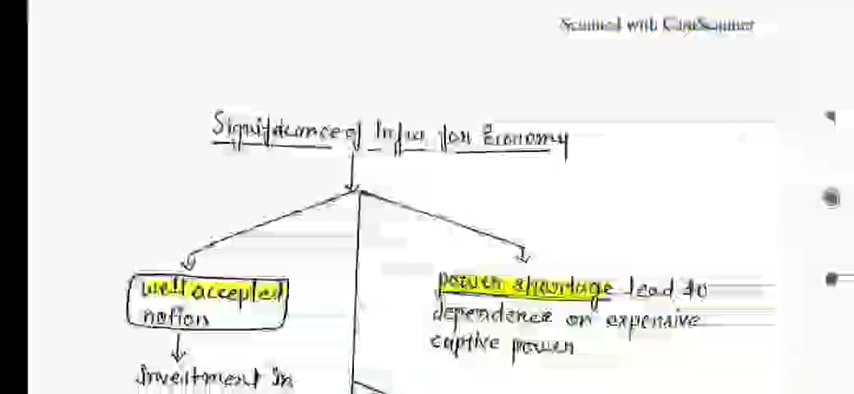 Scanned with CamScanner
Significance of Infra for Economy
well accepted
notion
Investment in
power shortage lead to
dependence on expensive
captive power